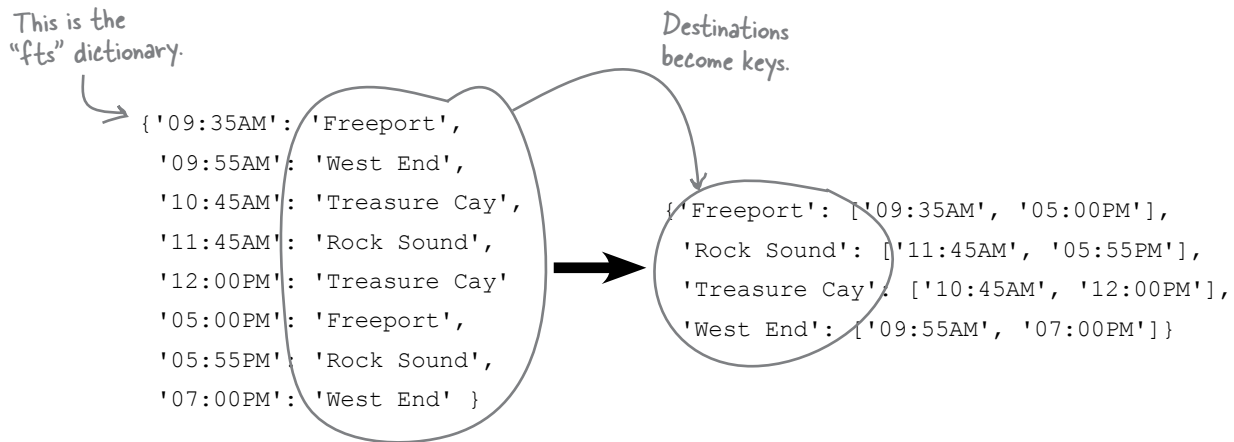 This is the
“fts” dictionary.
Destinations
become keys.
{'09:35AM': 'Freeport',
'09:55AM': 'West End',
'10:45AM': 'Treasure Cay',
'11:45AM': 'Rock Sound',
'12:00PM': 'Treasure Cay'
'05:00PM': 'Freeport',
'05:55PM': 'Rock Sound',
'07:00PM': 'West End' }
{'Freeport': ['09:35AM', '05:00PM'],
'Rock Sound': ['11:45AM', '05:55PM'],
'Treasure Cay': ['10:45AM', '12:00PM'],
'West End': ['09:55AM', '07:00PM']}